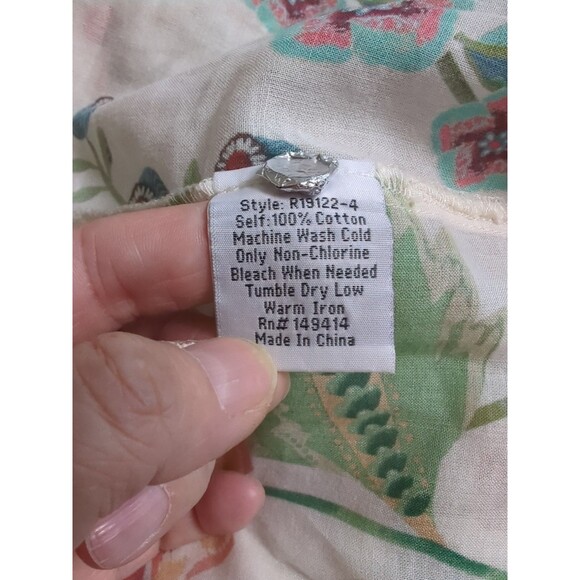 Style: R19122-4
Self:100% Cotton
Machine Wash Cold
Only Non-Chlorine
Bleach When Needed
Tumble Dry Low
Warm Iron
Rn# 149414
Made In China